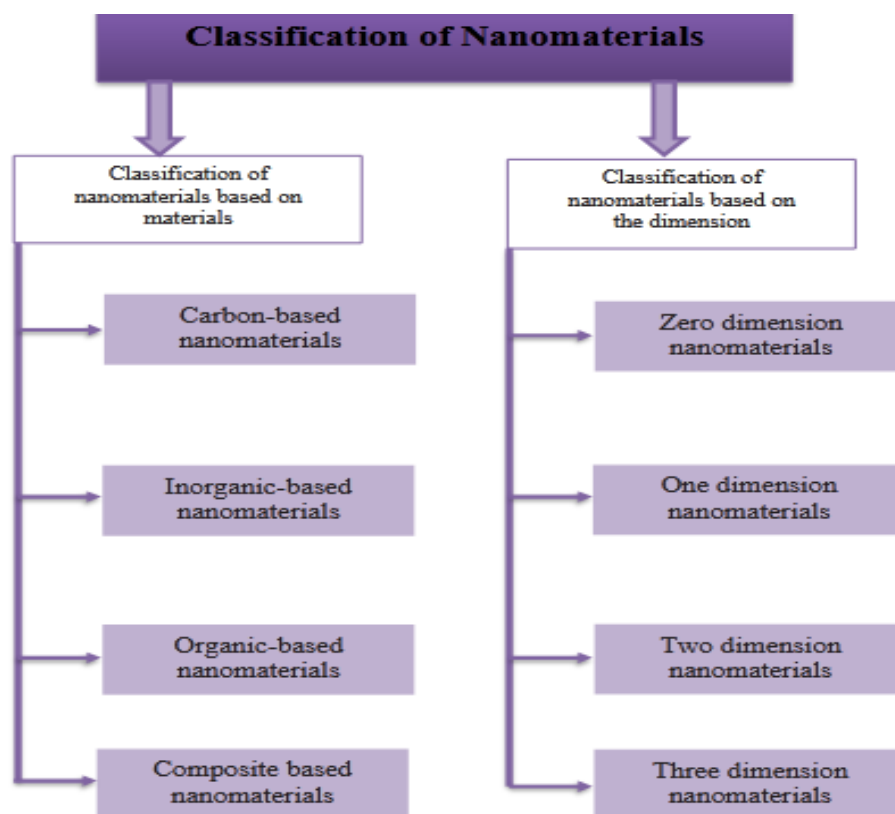 Classification of Nanomaterials
Classification of
nanomaterials based on
materials
Carbon-based
nanomaterials
Inorganic-based
nanomaterials
Organic-based
nanomaterials
Composite based
nanomaterials
Classification of
nanomaterials based on
the dimension
Zero dimension
nanomaterials
One dimension
nanomaterials
Two dimension
nanomaterials
Three dimension
nanomaterials